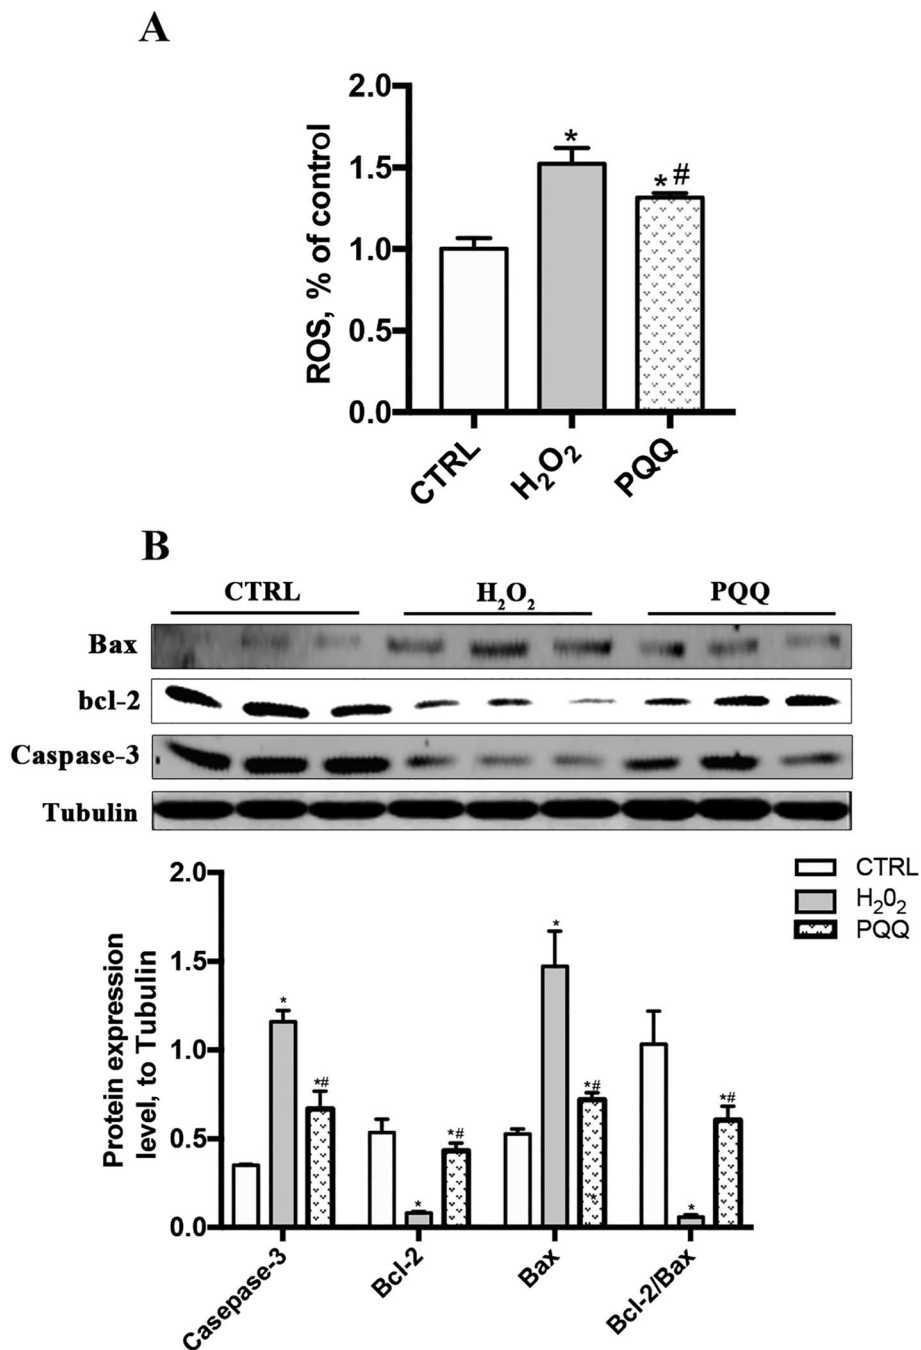 A
ROS, % of control
2.0
1.5
1.0
0.5
0.0
*
*#
CTRL
H₂O₂
PQQ
B
CTRL H₂O₂ PQQ
Bax
bcl-2
Caspase-3
Tubulin
CTRL
H₂0₂
PQQ
Protein expression
level, to Tubulin
2.0
1.5
1.0
0.5
0.0
*
*#
*
*#
*
*#
*
*#
Casepase-3
Bcl-2
Bax
Bcl-2/Bax